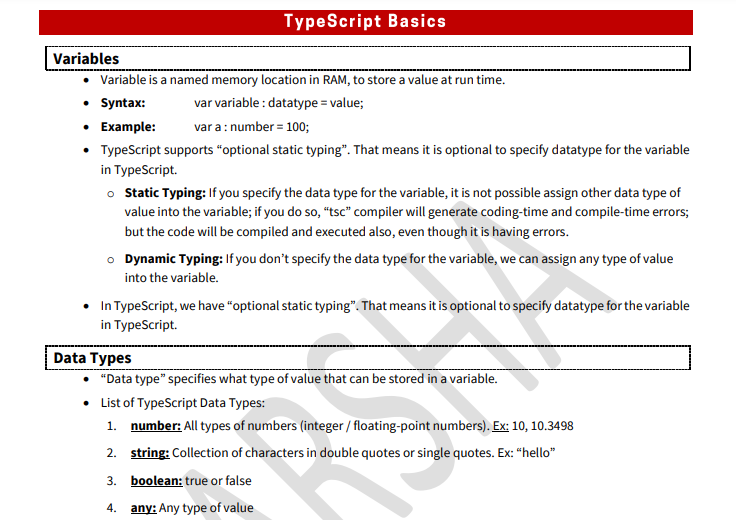 TypeScript Basics
Variables
• Variable is a named memory location in RAM, to store a value at run time.
• Syntax: var variable : datatype = value;
• Example: var a : number = 100;
• TypeScript supports “optional static typing”. That means it is optional to specify datatype for the variable
in TypeScript.
o Static Typing: If you specify the data type for the variable, it is not possible assign other data type of
value into the variable; if you do so, “tsc” compiler will generate coding-time and compile-time errors;
but the code will be compiled and executed also, even though it is having errors.
o Dynamic Typing: If you don’t specify the data type for the variable, we can assign any type of value
into the variable.
• In TypeScript, we have “optional static typing”. That means it is optional to specify datatype for the variable
in TypeScript.
Data Types
• “Data type” specifies what type of value that can be stored in a variable.
• List of TypeScript Data Types:
1. number: All types of numbers (integer / floating-point numbers). Ex: 10, 10.3498
2. string: Collection of characters in double quotes or single quotes. Ex: “hello”
3. boolean: true or false
4. any: Any type of value
ARSHA